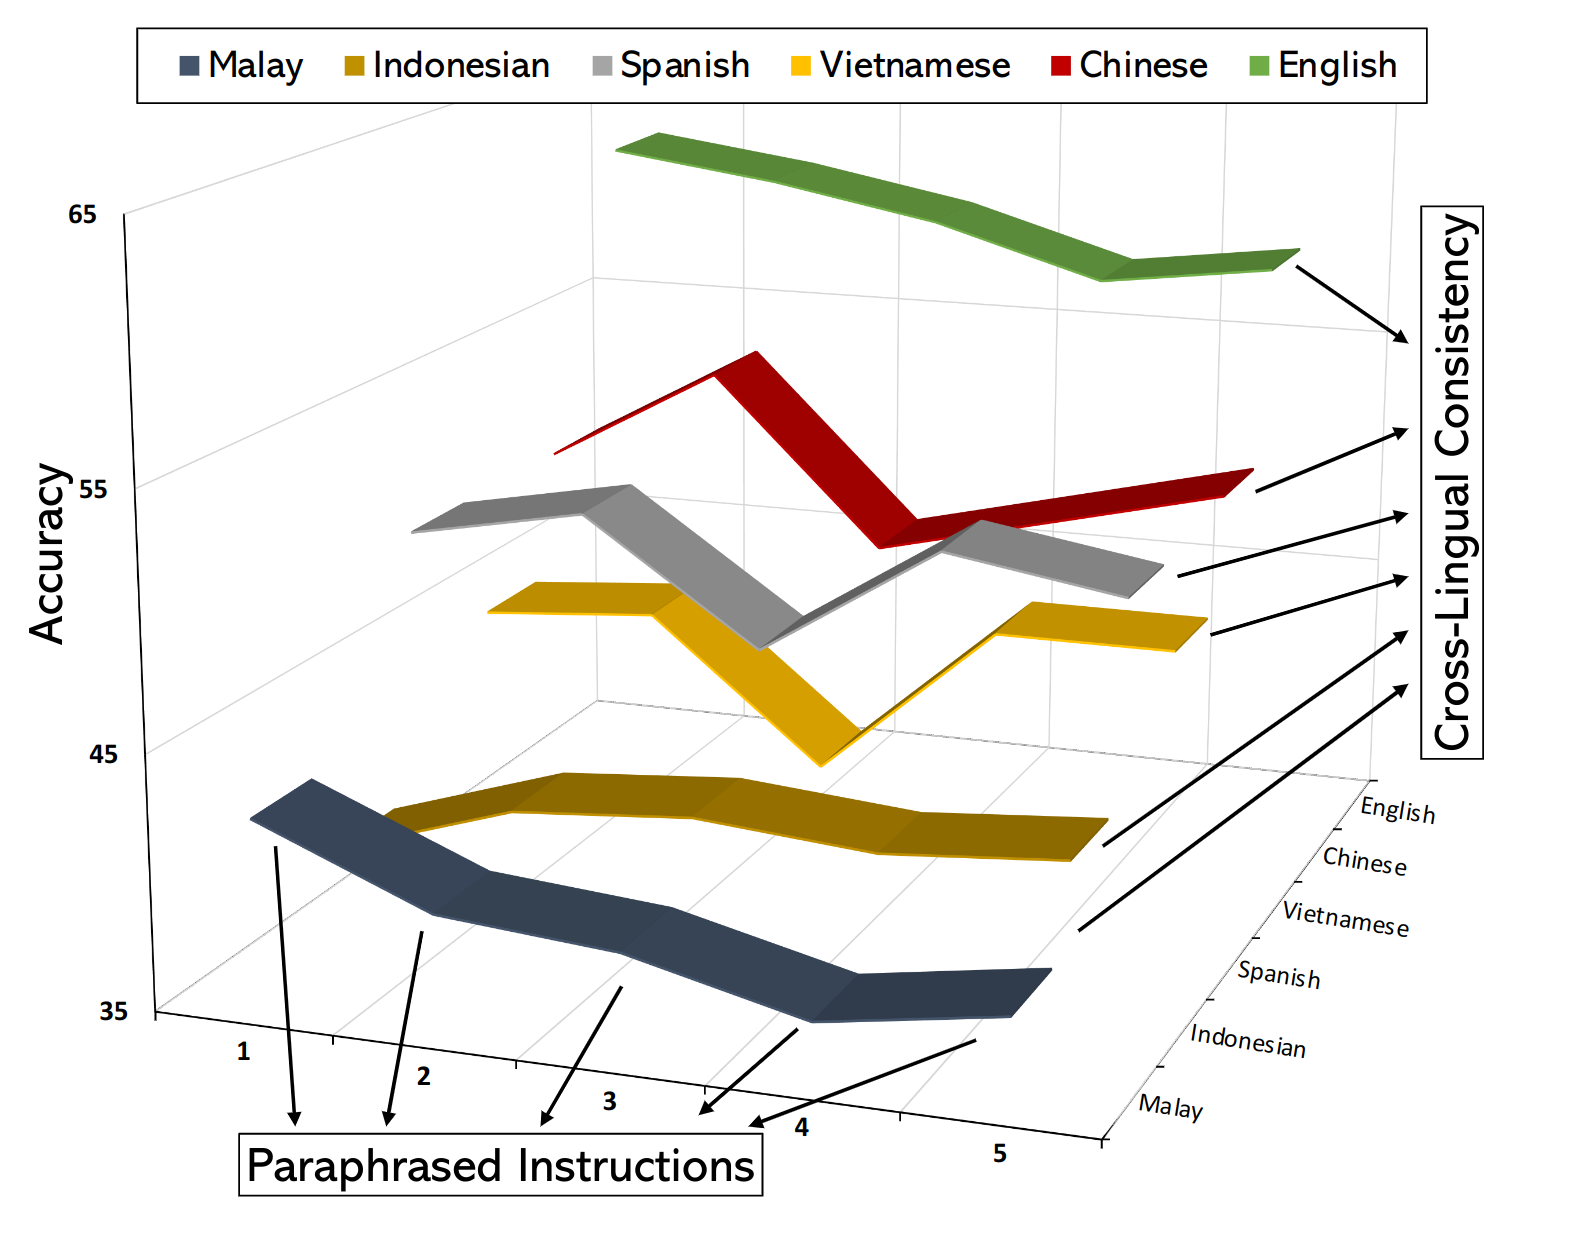 Malay Indonesian Spanish Vietnamese Chinese English
65
55
45
35
Accuracy
1
2
3
4
5
Paraphrased Instructions
Cross-Lingual Consistency
English
Chinese
Vietnamese
Spanish
Indonesian
Malay